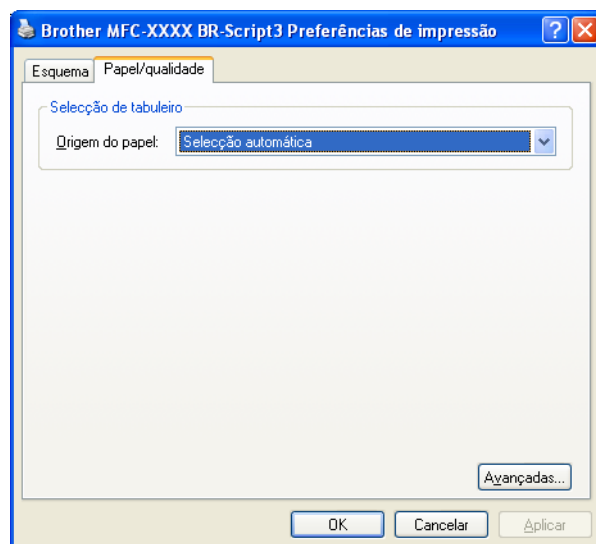 Brother MFC-XXXX BR-Script3 Preferências de impressão
Esquema Papel/qualidade
Selecção de tabuleiro
Origem do papel: Selecção automática
Avançadas...
OK Cancelar Aplicar